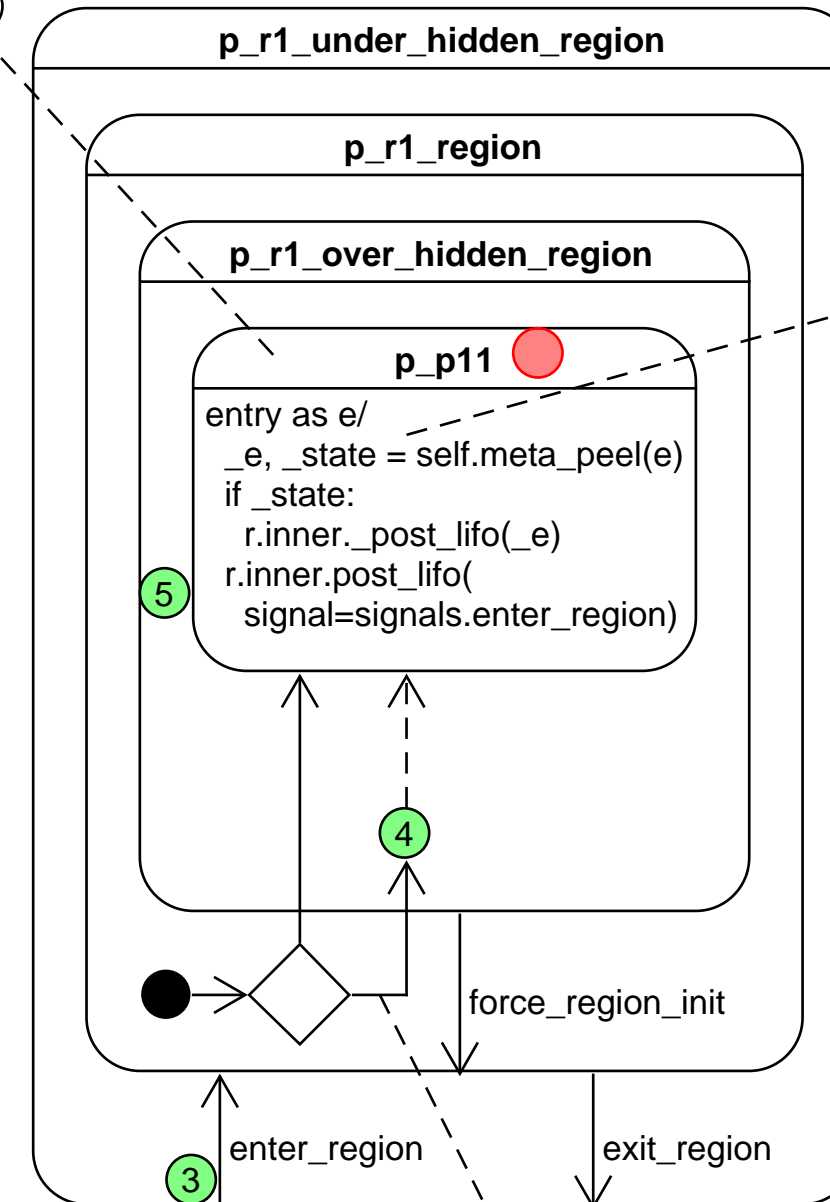 p_r1_under_hidden_region
p_r1_region
p_r1_over_hidden_region
p_p11
entry as e/
_e, _state = self.meta_peel(e)
if _state:
r.inner._post_lifo(_e)
r.inner.post_lifo(
signal=signals.enter_region)
5
4
force_region_init
enter_region
exit_region
3